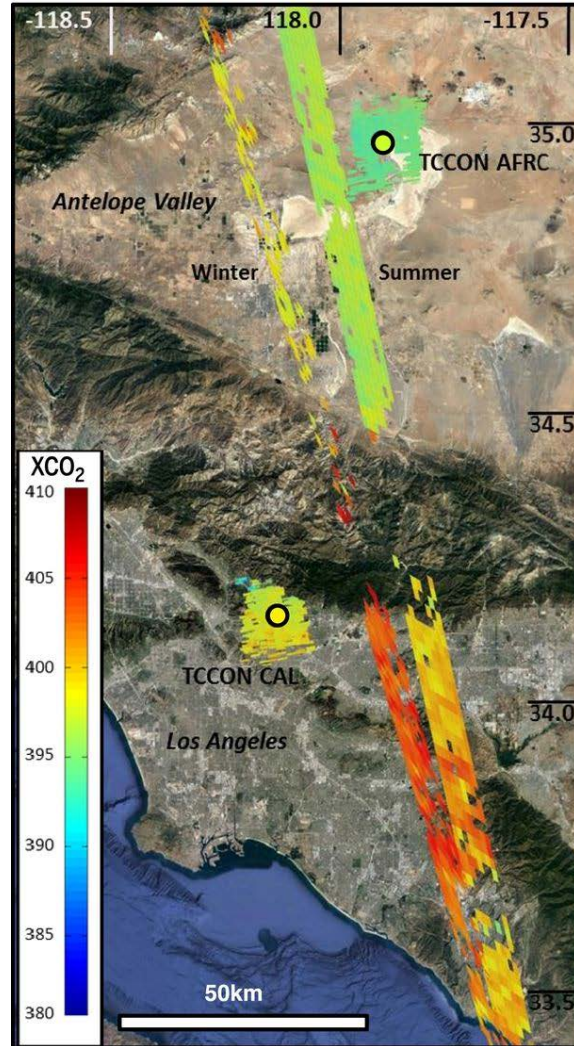 -118.5
118.0
-117.5
35.0
TCCON AFRC
Antelope Valley
Winter
Summer
34.5
XCO2
410
405
400
395
390
385
380
TCCON CAL
34.0
Los Angeles
50km
33.5